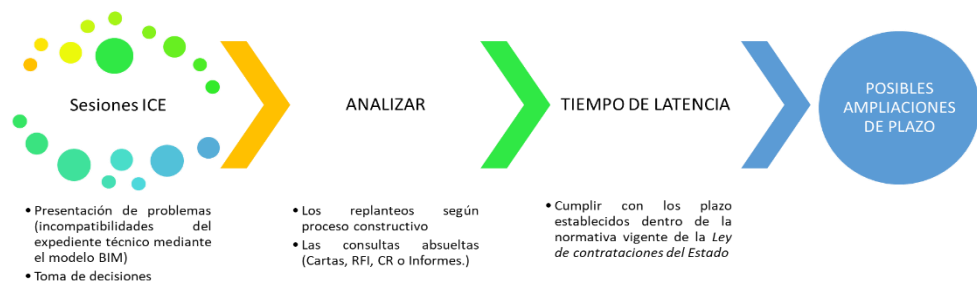 Sesiones ICE
• Presentación de problemas
(incompatibilidades del
expediente técnico mediante
el modelo BIM)
• Toma de decisiones
ANALIZAR
• Los replanteos según
proceso constructivo
• Las consultas absueltas
(Cartas, RFI, CR o Informes.)
TIEMPO DE LATENCIA
• Cumplir con los plazo
establecidos dentro de la
normativa vigente de la Ley
de contrataciones del Estado
POSIBLES
AMPLIACIONES
DE PLAZO